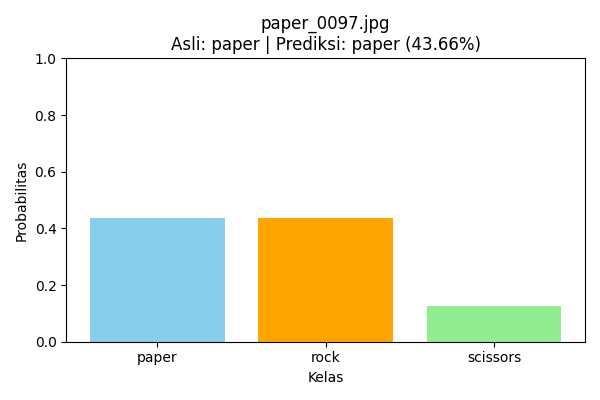 paper_0097.jpg
Asli: paper | Prediksi: paper (43.66%)
Probabilitas
1.0
0.8
0.6
0.4
0.2
0.0
paper rock scissors
Kelas